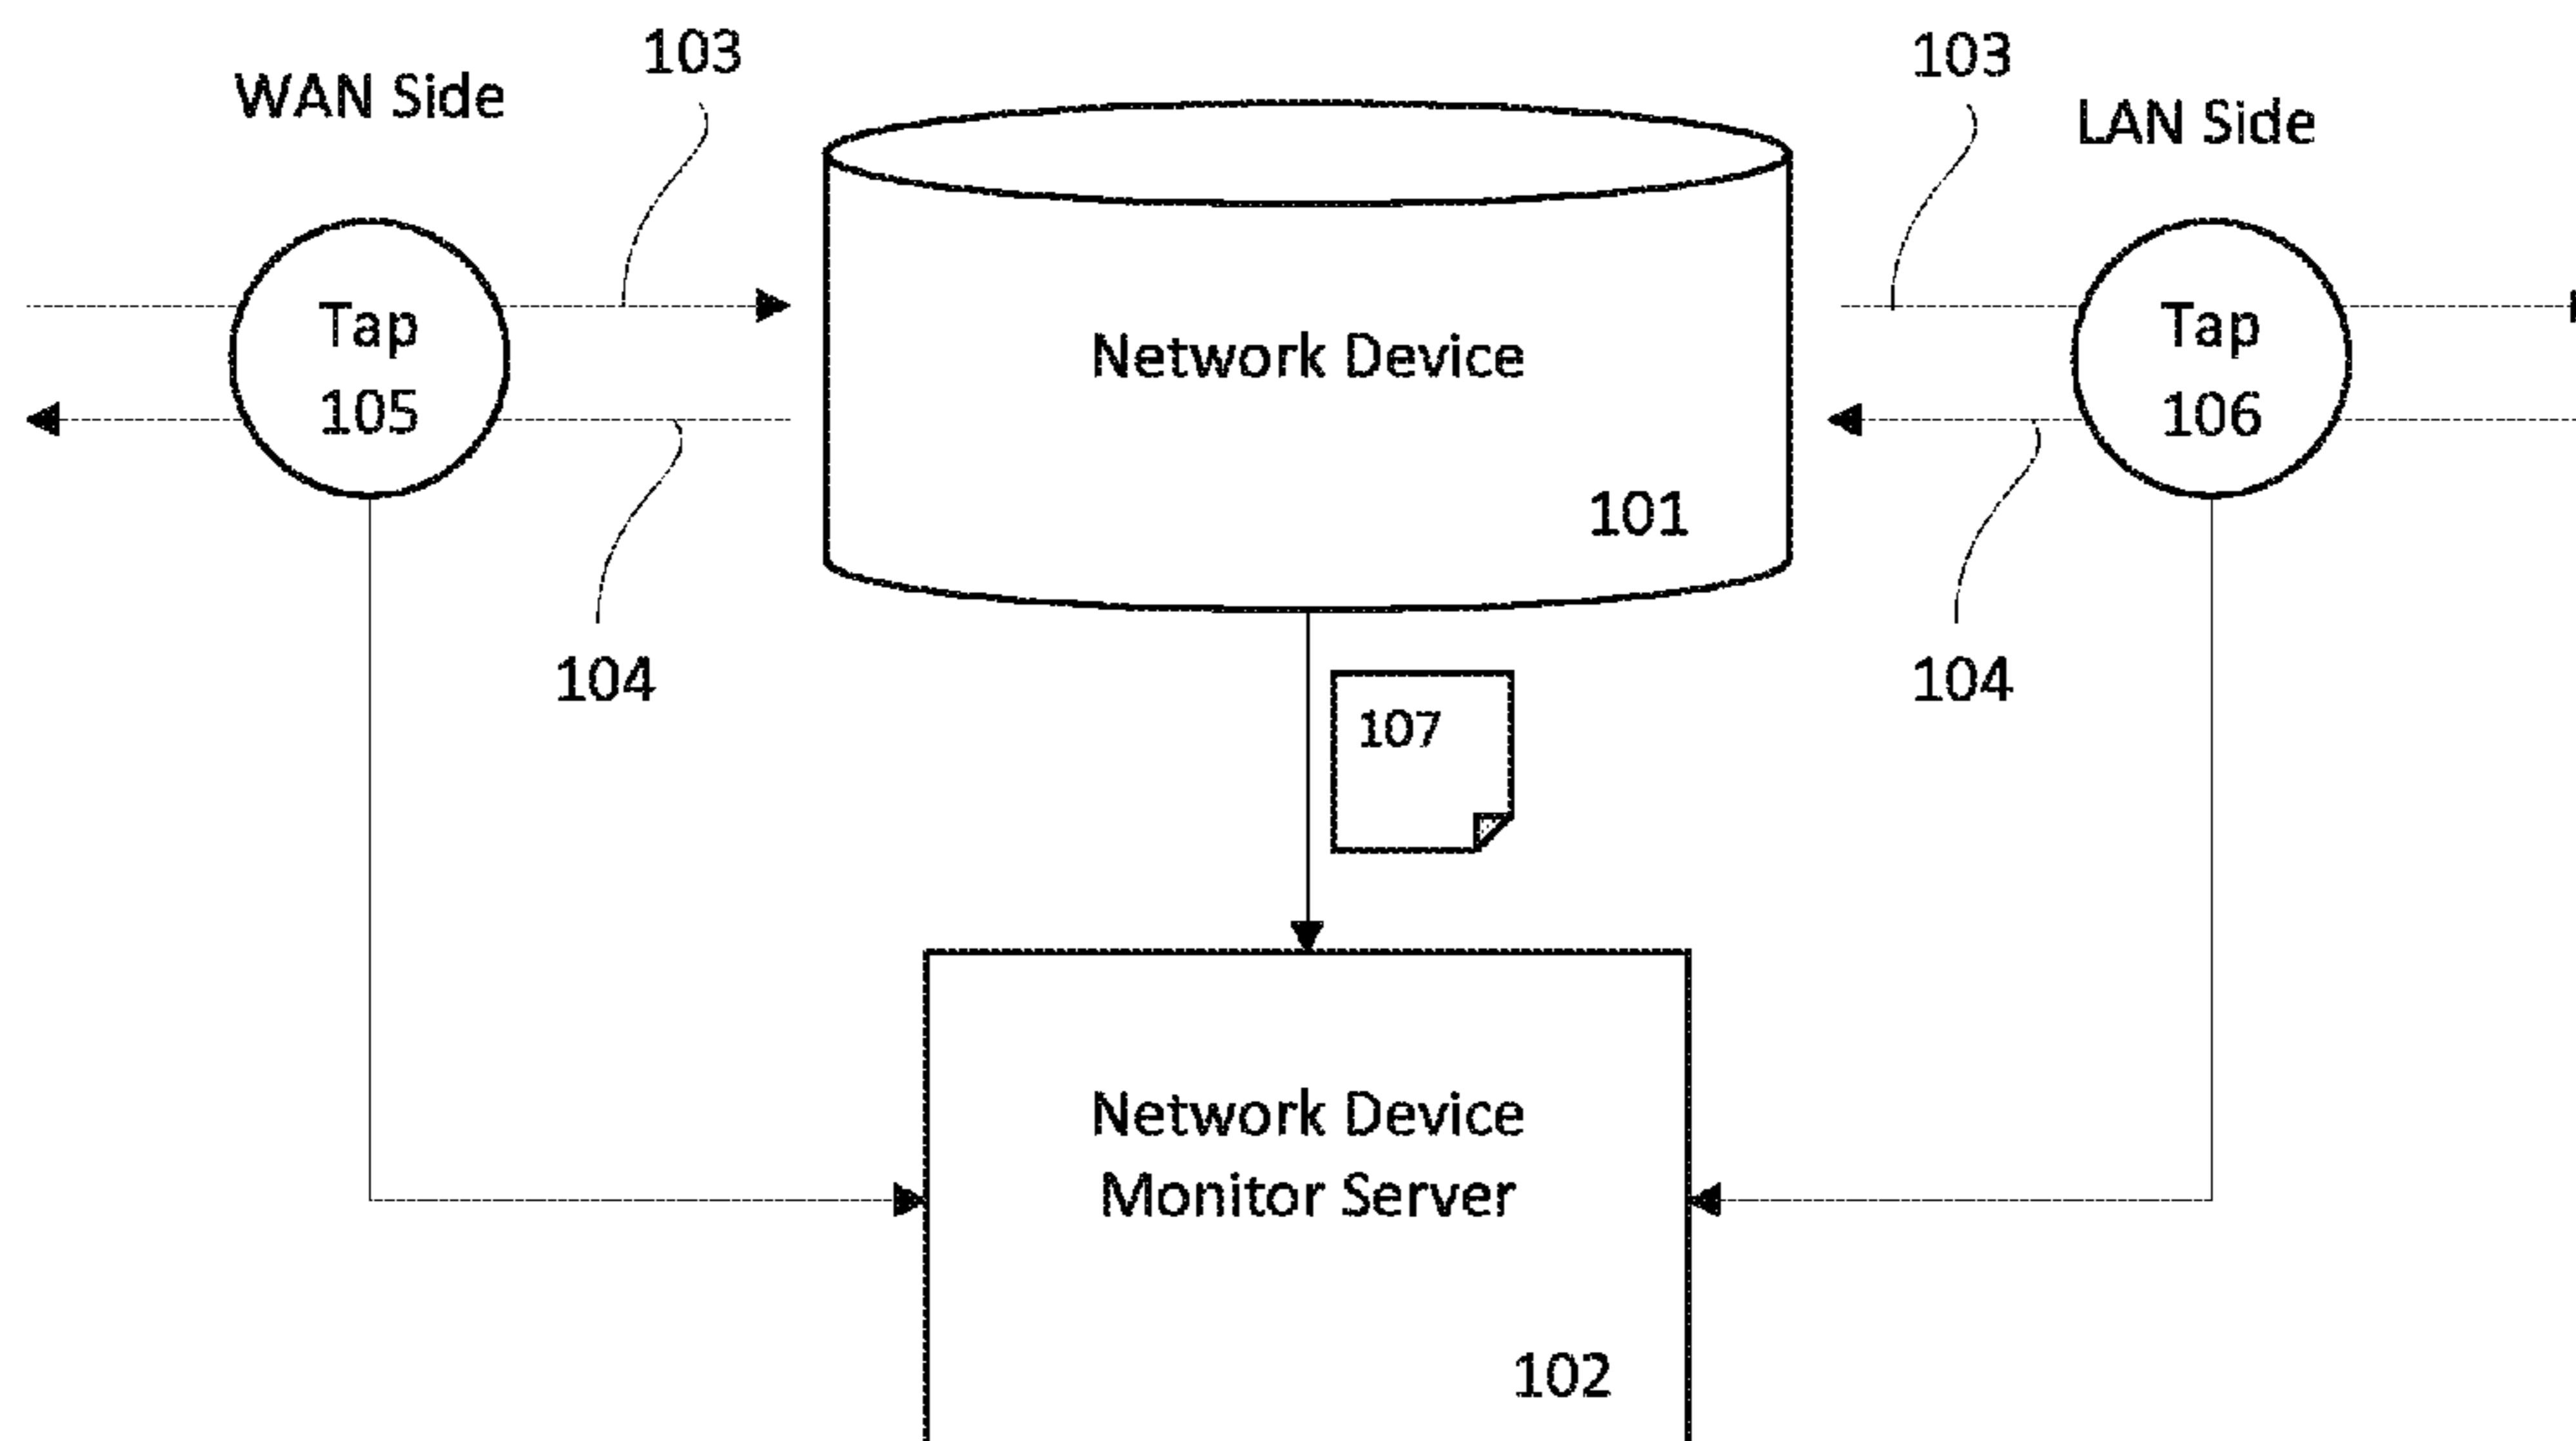 103
103
WAN Side
LAN Side
Tap
105
Network Device
101
Tap
106
104
104
107
Network Device
Monitor Server
102